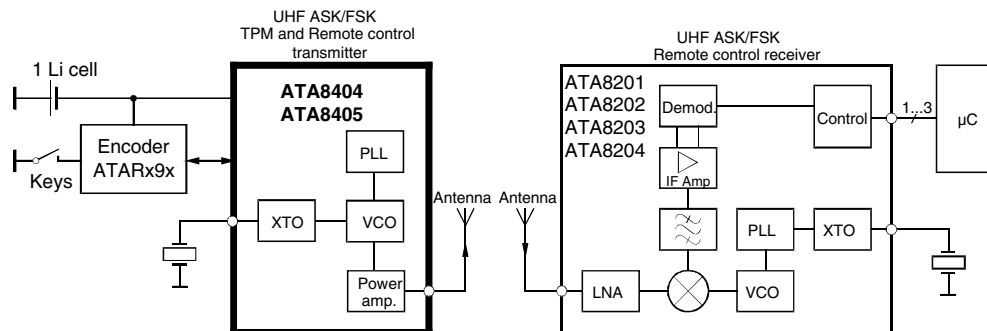 UHF ASK/FSK
TPM and Remote control
transmitter
1 Li cell
ATA8404
ATA8405
Encoder
ATARx9x
Keys
PLL
XTO
VCO
Power
amp.
Antenna
UHF ASK/FSK
Remote control receiver
ATA8201
ATA8202
ATA8203
ATA8204
Demod.
Control
1...3
µC
IF Amp
Antenna
PLL
XTO
LNA
VCO